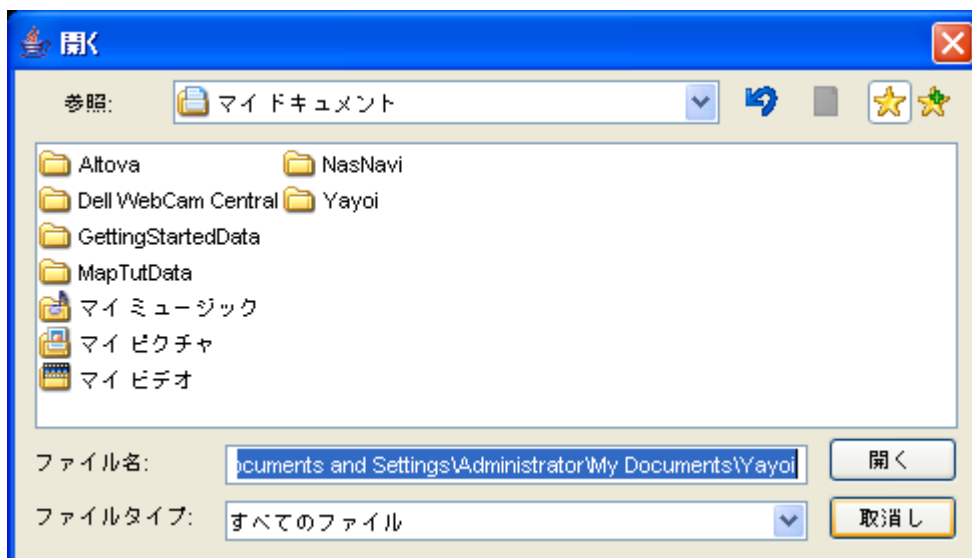 開く
参照: マイ ドキュメント
Altova NasNavi
Dell WebCam Central Yayoi
GettingStartedData
MapTutData
マイ ミュージック
マイ ピクチャ
マイ ビデオ
ファイル名: ocuments and Settings\Administrator\My Documents\Yayoi 開く
ファイルタイプ: すべてのファイル 取消し